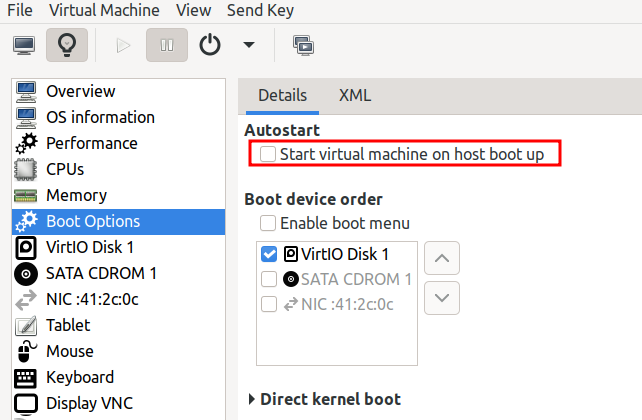 File Virtual Machine View Send Key
Overview
OS information
Performance
CPUs
Memory
Boot Options
VirtIO Disk 1
SATA CDROM 1
NIC :41:2c:0c
Tablet
Mouse
Keyboard
Display VNC
Details XML
Autostart
Start virtual machine on host boot up
Boot device order
Enable boot menu
VirtIO Disk 1
SATA CDROM 1
NIC :41:2c:0c
Direct kernel boot